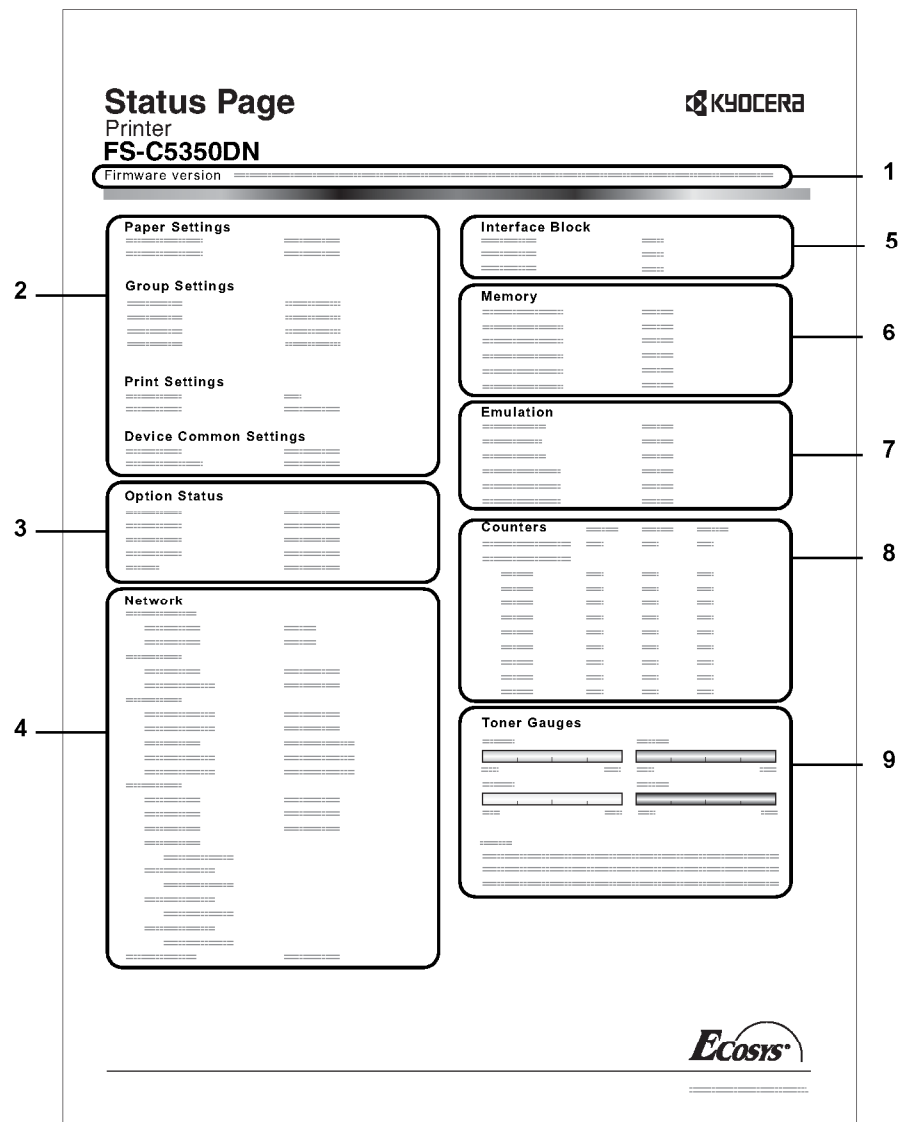 Status Page
KYOCERA
Printer
FS-C5350DN
Firmware version
1
2
Paper Settings
Group Settings
Print Settings
Device Common Settings
3
Option Status
4
Network
Interface Block
5
Memory
6
Emulation
7
Counters
8
Toner Gauges
9
ECOSYS®